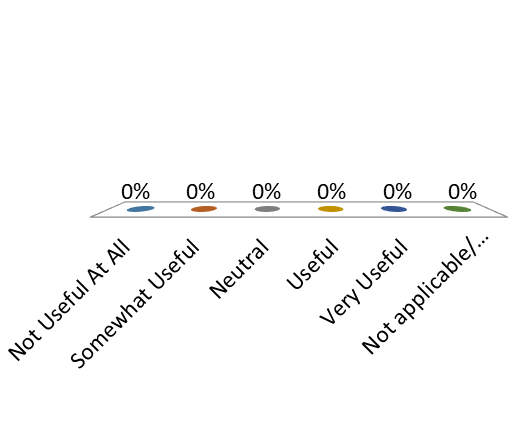 0% 0% 0% 0% 0% 0%
Not Useful At All
Somewhat Useful
Neutral
Useful
Very Useful
Not applicable/...